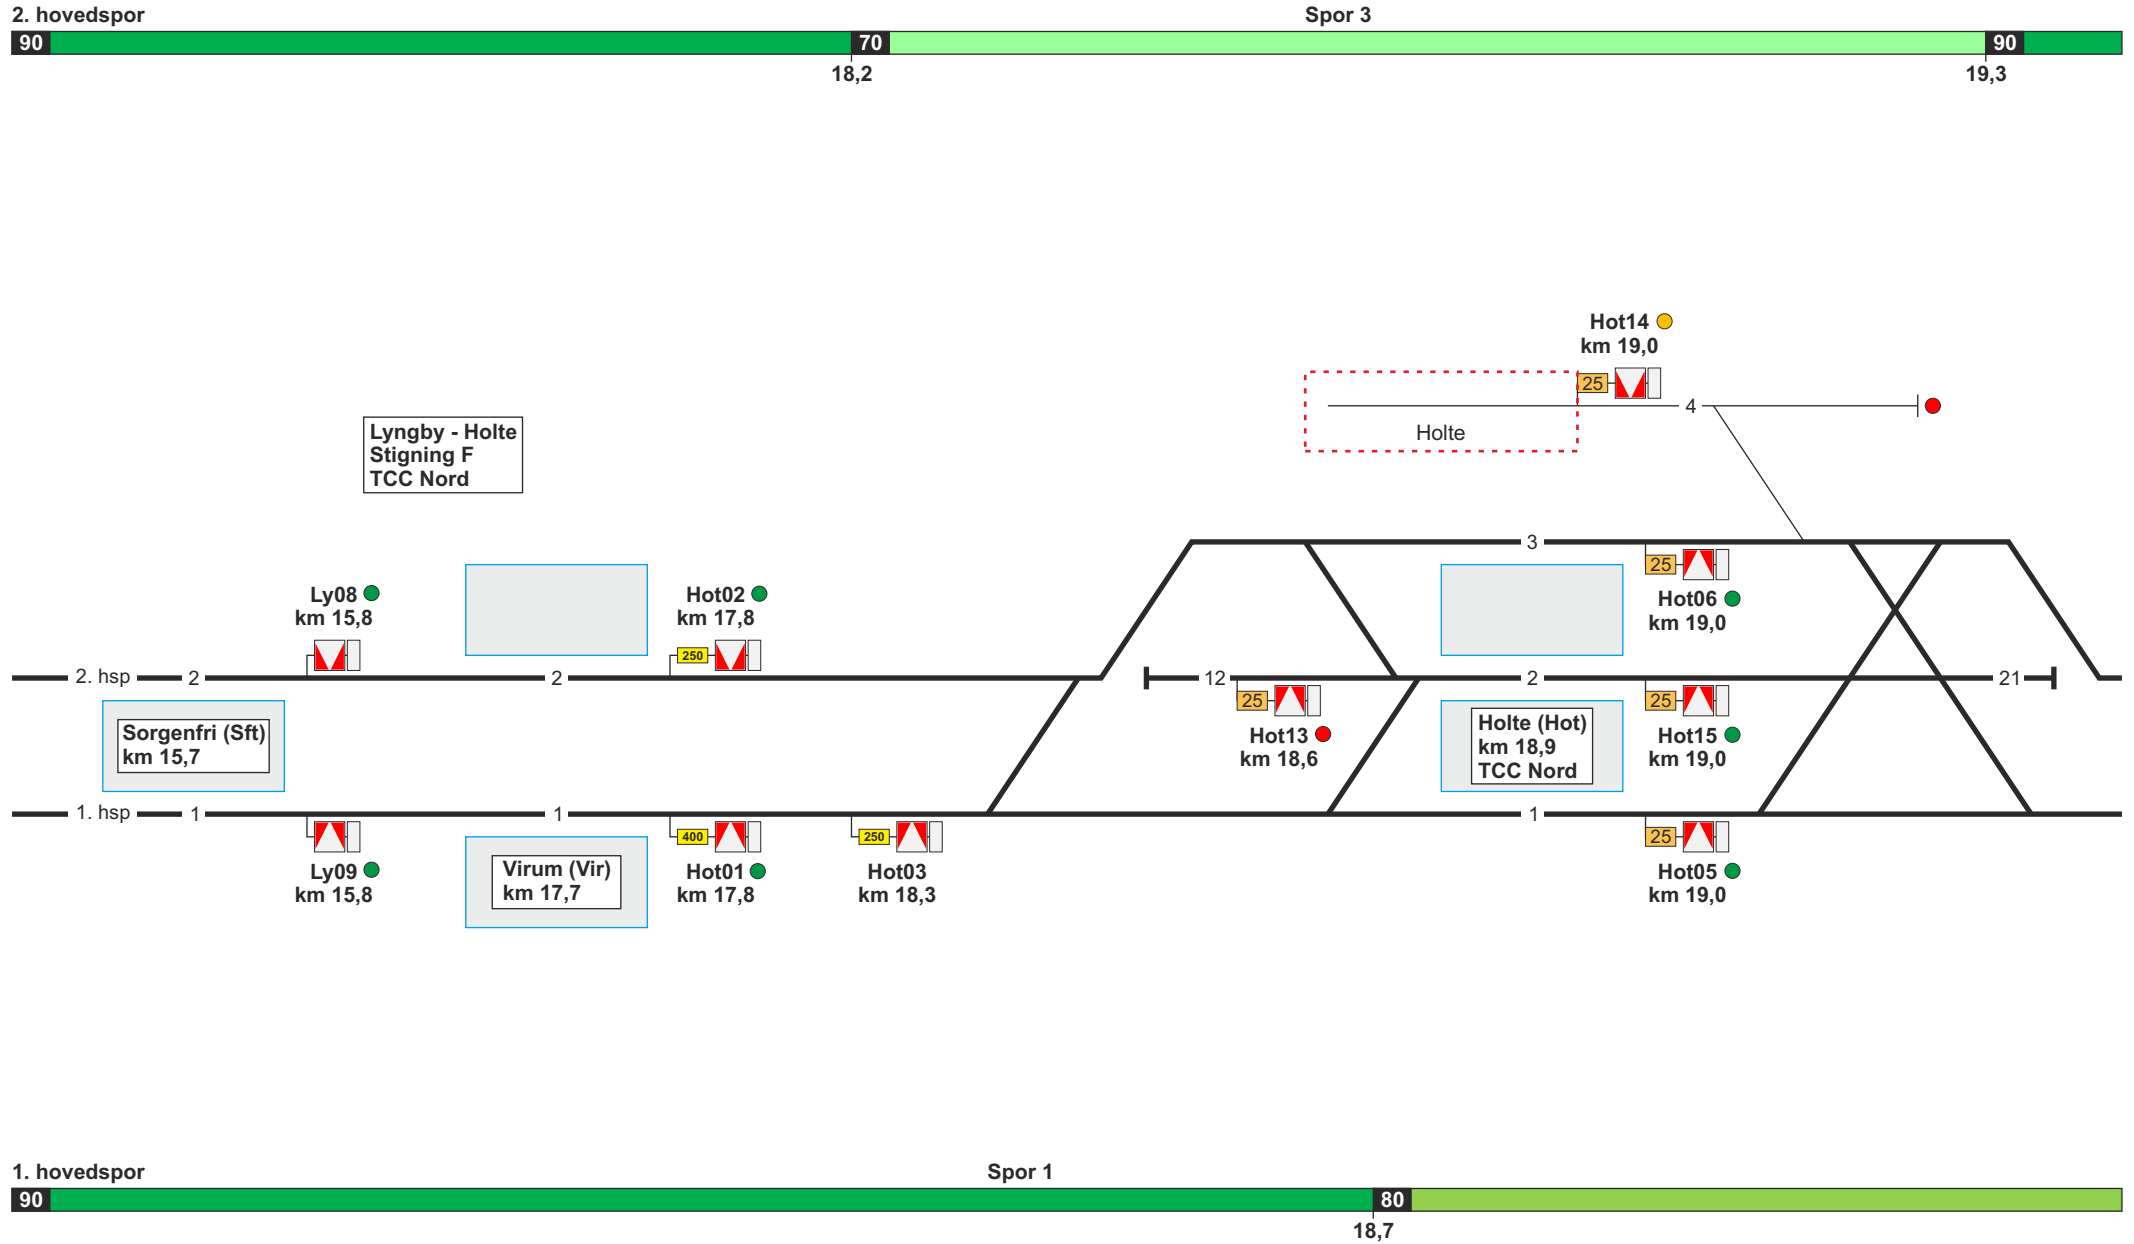 2. hovedspor
Spor 3
90
70
90
18,2
19,3
Hot14
km 19,0
25
4
Holte
Lyngby - Holte
Stigning F
TCC Nord
3
25
Hot06
km 19,0
Ly08
km 15,8
Hot02
km 17,8
250
2. hsp
2
2
12
2
21
25
Hot13
km 18,6
25
Hot15
km 19,0
Sorgenfri (Sft)
km 15,7
Holte (Hot)
km 18,9
TCC Nord
1. hsp
1
1
1
Ly09
km 15,8
Virum (Vir)
km 17,7
400
Hot01
km 17,8
250
Hot03
km 18,3
25
Hot05
km 19,0
1. hovedspor
Spor 1
90
80
18,7